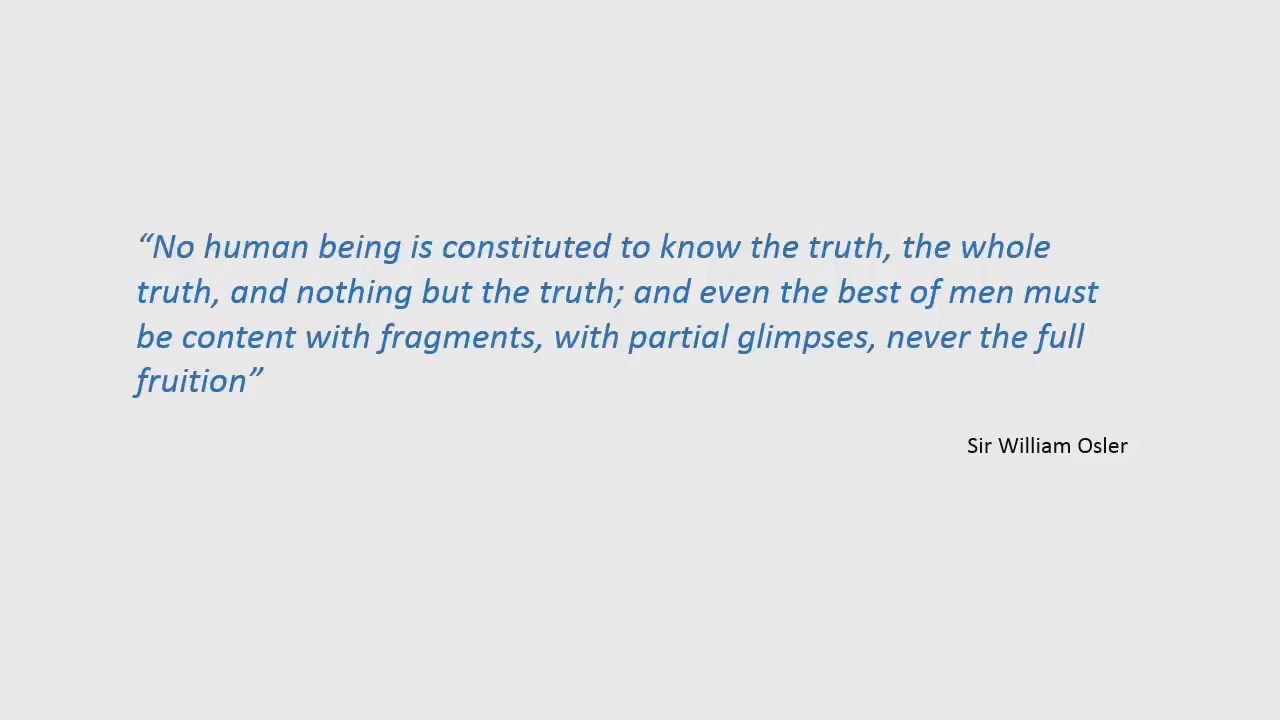 “No human being is constituted to know the truth, the whole
truth, and nothing but the truth; and even the best of men must
be content with fragments, with partial glimpses, never the full
fruition”
Sir William Osler